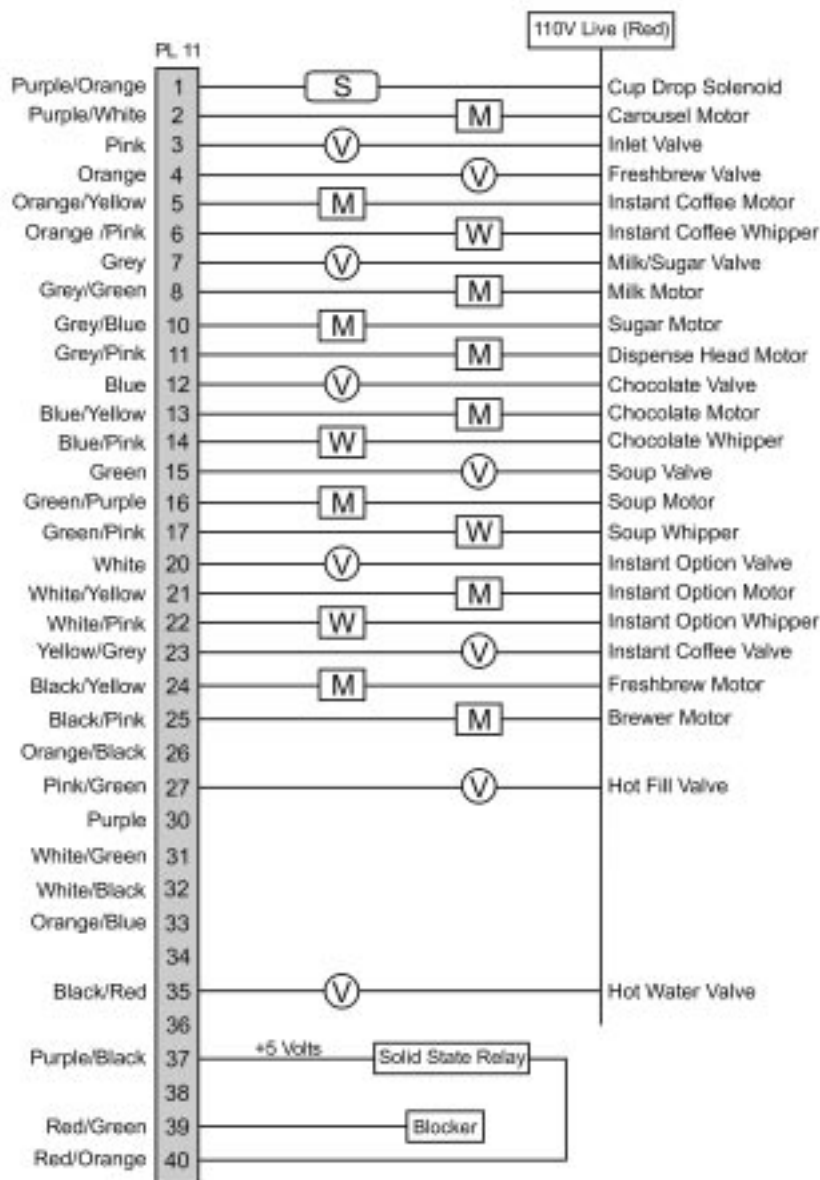 110V Live (Red)
PL 11
Purple/Orange 1 S Cup Drop Solenoid
Purple/White 2 M Carousel Motor
Pink 3 V Inlet Valve
Orange 4 V Freshbrew Valve
Orange/Yellow 5 M Instant Coffee Motor
Orange /Pink 6 W Instant Coffee Whipper
Grey 7 V Milk/Sugar Valve
Grey/Green 8 M Milk Motor
Grey/Blue 10 M Sugar Motor
Grey/Pink 11 M Dispense Head Motor
Blue 12 V Chocolate Valve
Blue/Yellow 13 M Chocolate Motor
Blue/Pink 14 W Chocolate Whipper
Green 15 V Soup Valve
Green/Purple 16 M Soup Motor
Green/Pink 17 W Soup Whipper
White 20 V Instant Option Valve
White/Yellow 21 M Instant Option Motor
White/Pink 22 W Instant Option Whipper
Yellow/Grey 23 V Instant Coffee Valve
Black/Yellow 24 M Freshbrew Motor
Black/Pink 25 M Brewer Motor
Orange/Black 26
Pink/Green 27 V Hot Fill Valve
Purple 30
White/Green 31
White/Black 32
Orange/Blue 33
34
Black/Red 35 V Hot Water Valve
36
Purple/Black 37 +5 Volts Solid State Relay
38
Red/Green 39 Blocker
Red/Orange 40